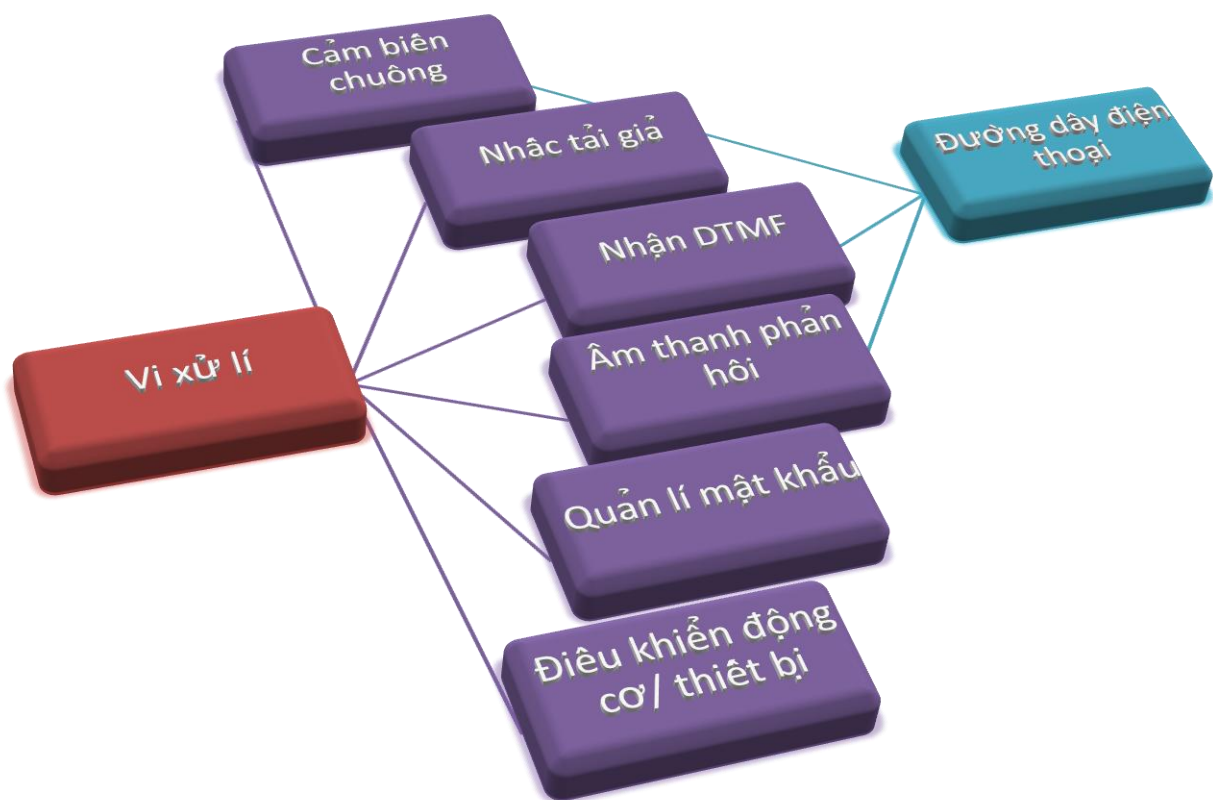 Cảm biến
chuông
Nhấc tải giả
Đường dây điện
thoại
Nhận DTMF
Vi xử lí
Âm thanh phản
hồi
Quản lí mật khẩu
Điều khiển động
cơ/ thiết bị